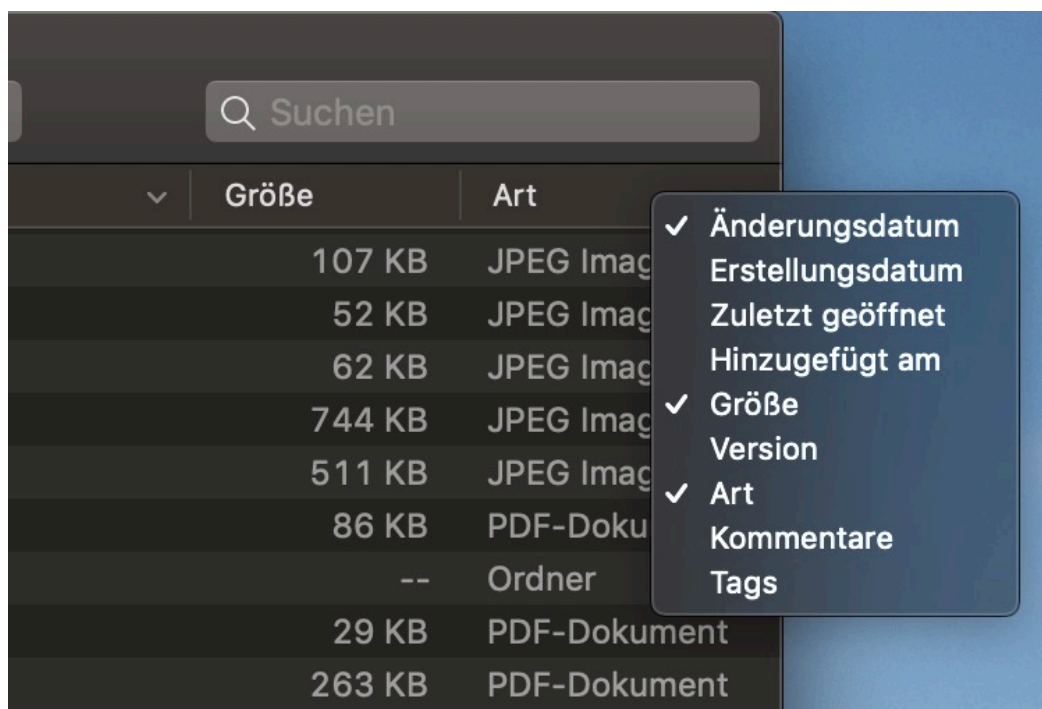 Suchen
Größe Art
107 KB JPEG Imag
52 KB JPEG Imag
62 KB JPEG Imag
744 KB JPEG Imag
511 KB JPEG Imag
86 KB PDF-Doku
-- Ordner
29 KB PDF-Dokument
263 KB PDF-Dokument
Änderungsdatum
Erstellungsdatum
Zuletzt geöffnet
Hinzugefügt am
Größe
Version
Art
Kommentare
Tags